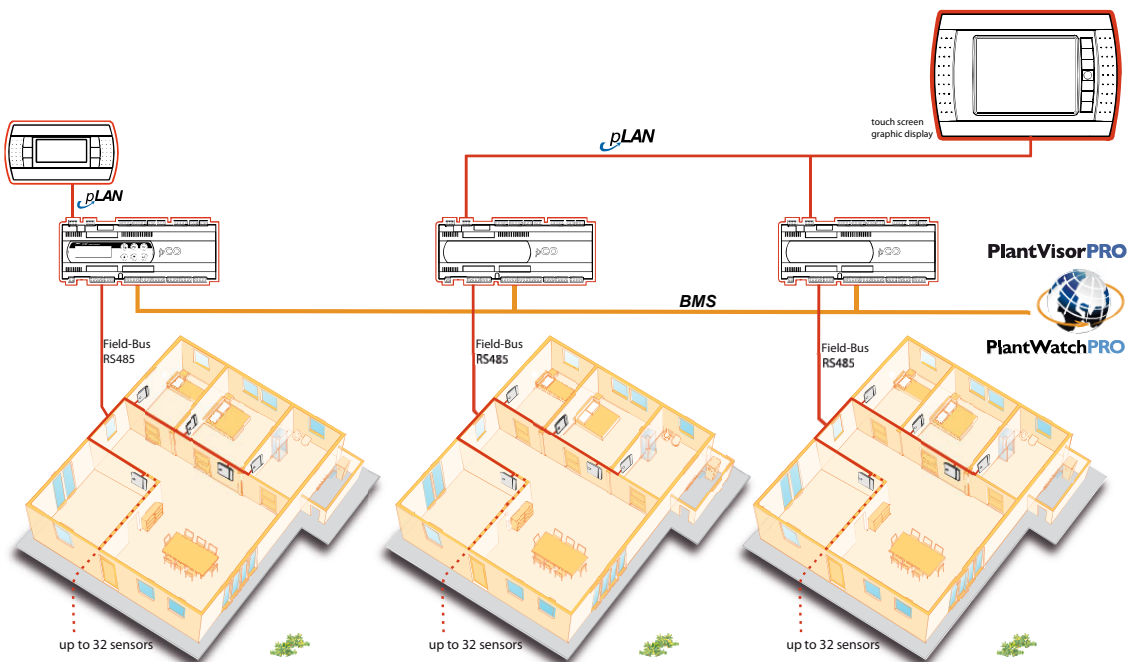 touch screen
graphic display
pLAN
pLAN
pCO
pCO
pCO
PlantVisorPRO
BMS
PlantWatchPRO
Field-Bus
RS485
Field-Bus
RS485
Field-Bus
RS485
up to 32 sensors
up to 32 sensors
up to 32 sensors